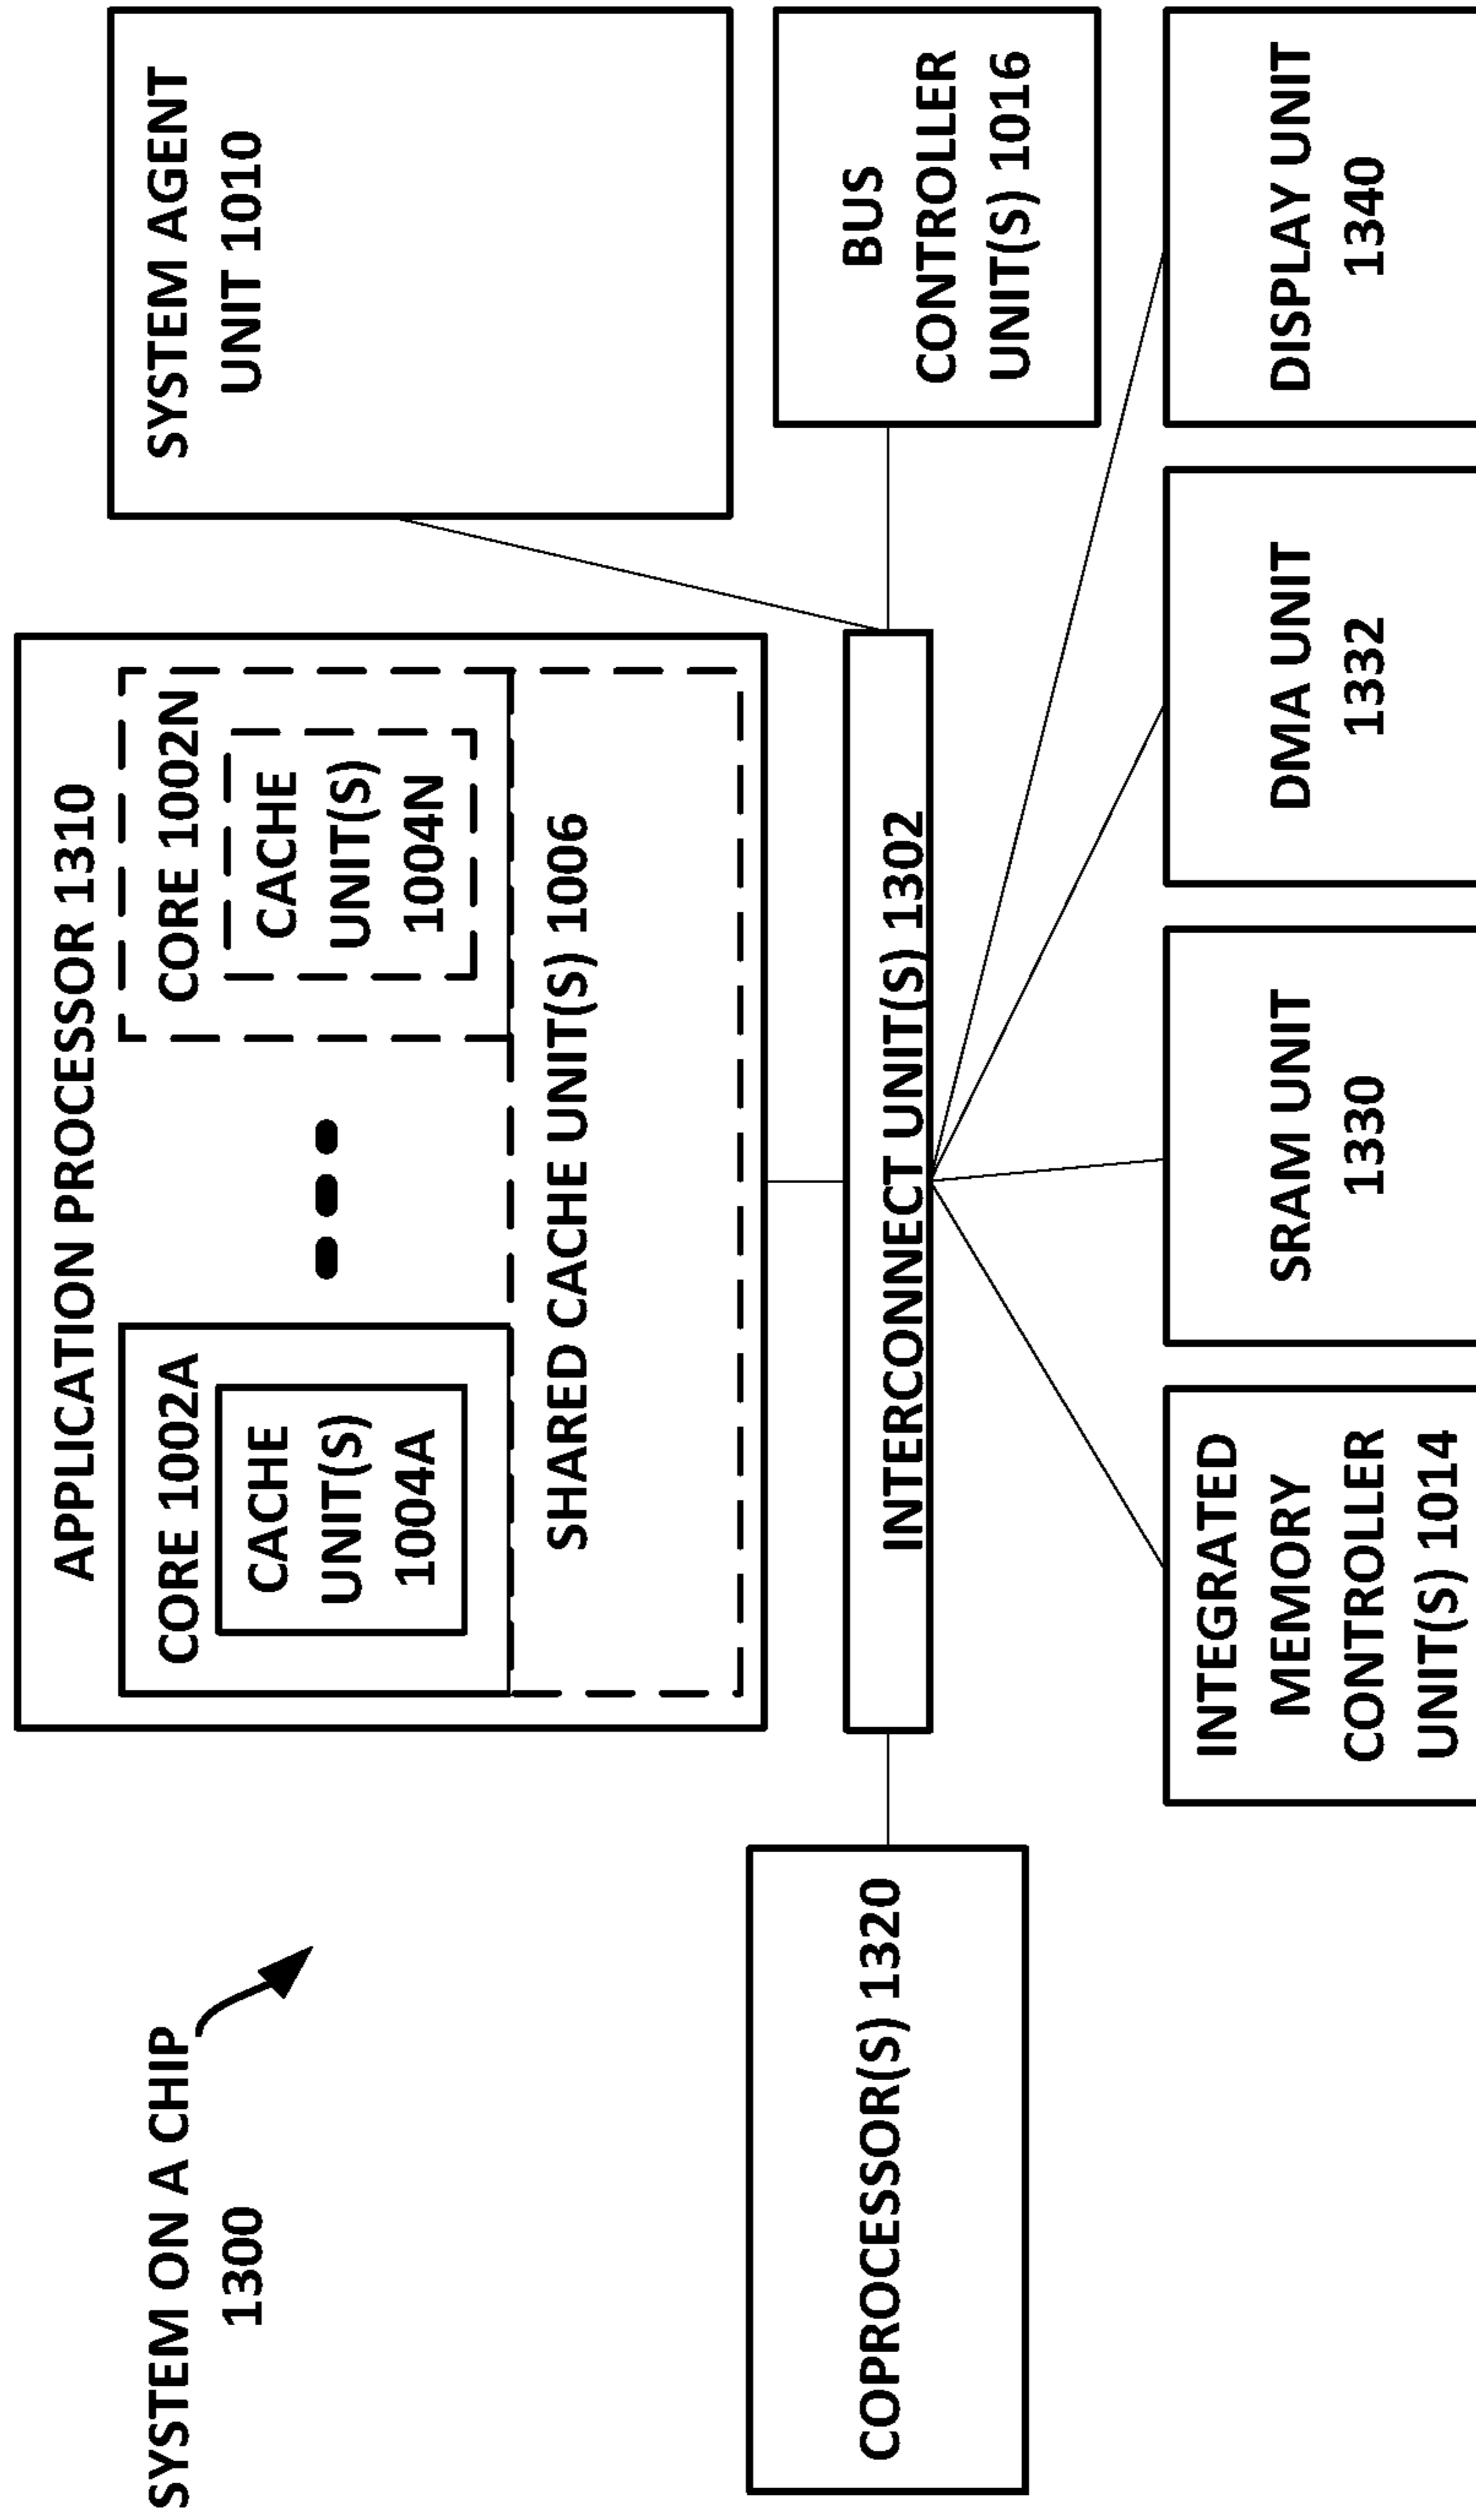 SYSTEM ON A CHIP
1300
APPLICATION PROCESSOR 1310
CORE 1002A
CACHE
UNIT(S)
1004A
CORE 1002N
CACHE
UNIT(S)
1004N
SHARED CACHE UNIT(S) 1006
SYSTEM AGENT
UNIT 1010
COPROCESSOR(S) 1320
INTERCONNECT UNIT(S) 1302
BUS
CONTROLLER
UNIT(S) 1016
INTEGRATED
MEMORY
CONTROLLER
UNIT(S) 1014
SRAM UNIT
1330
DMA UNIT
1332
DISPLAY UNIT
1340